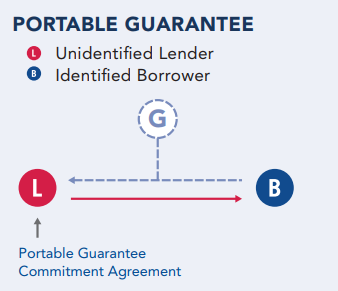 PORTABLE GUARANTEE
L Unidentified Lender
B Identified Borrower
G
L
B
Portable Guarantee
Commitment Agreement